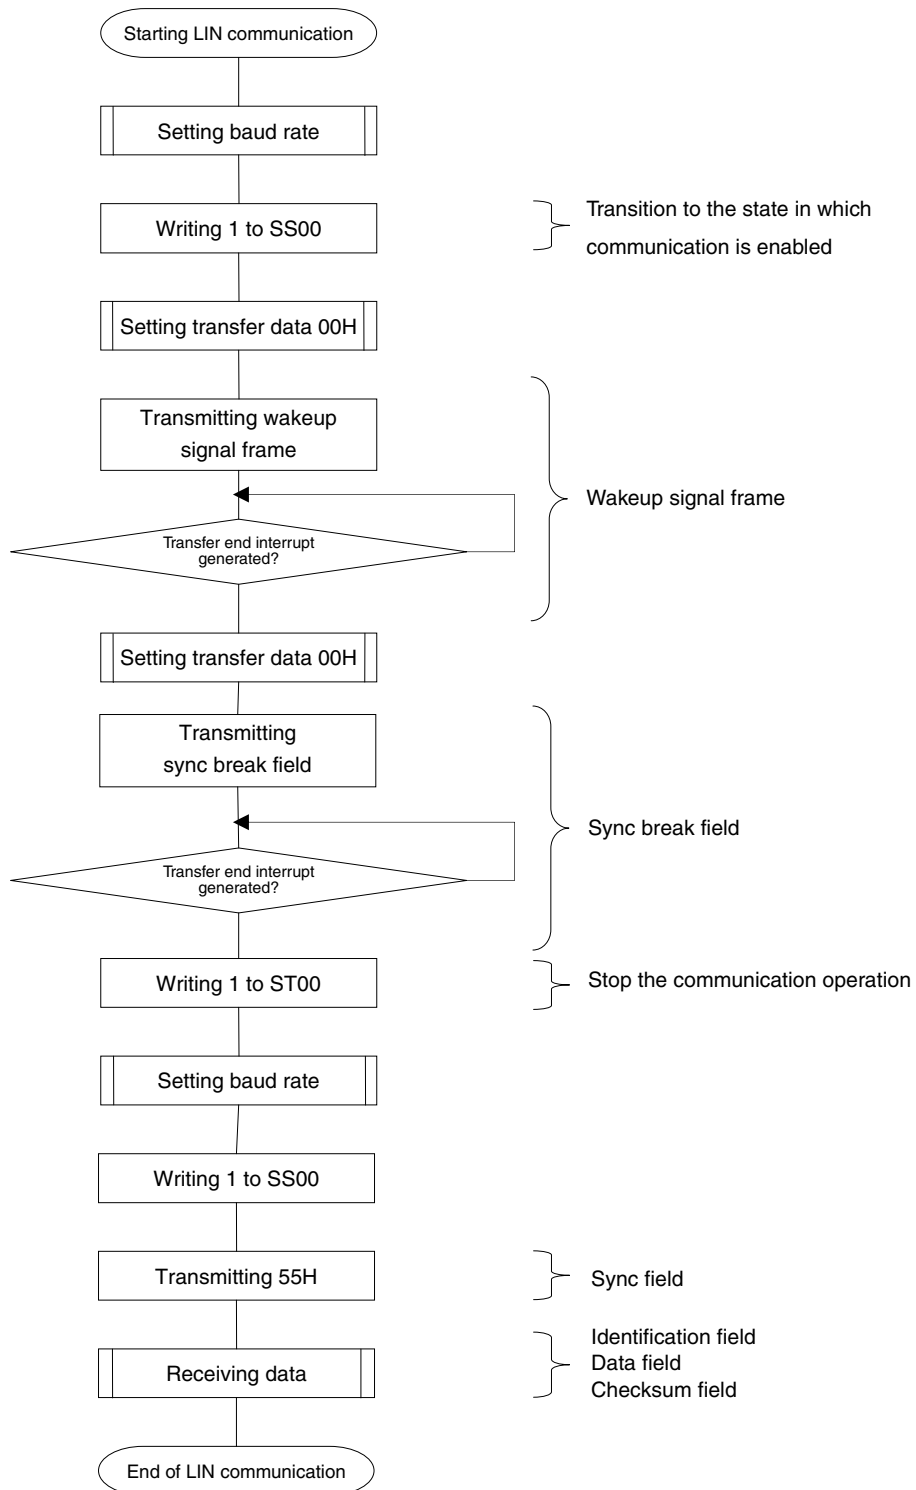 Starting LIN communication
Setting baud rate
Writing 1 to SS00
Transition to the state in which
communication is enabled
Setting transfer data 00H
Transmitting wakeup
signal frame
Wakeup signal frame
Transfer end interrupt
generated?
Setting transfer data 00H
Transmitting
sync break field
Sync break field
Transfer end interrupt
generated?
Writing 1 to ST00
Stop the communication operation
Setting baud rate
Writing 1 to SS00
Transmitting 55H
Sync field
Receiving data
Identification field
Data field
Checksum field
End of LIN communication